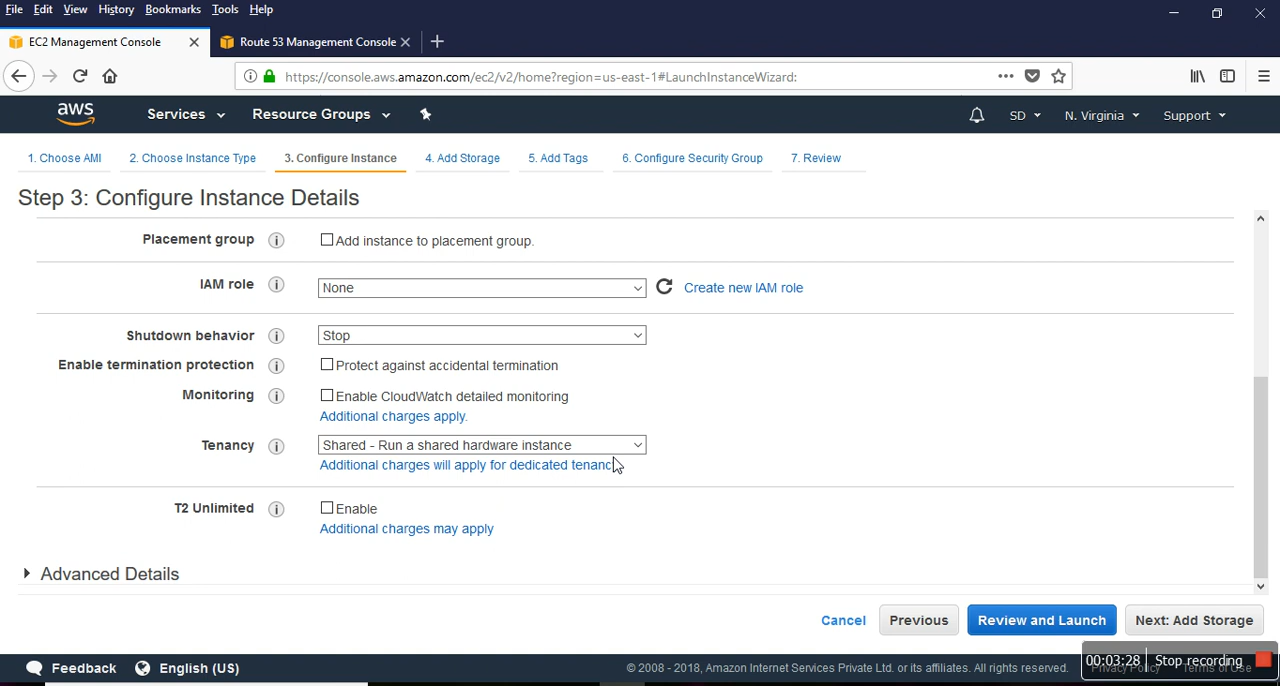 File Edit View History Bookmarks Tools Help
EC2 Management Console
Route 53 Management Console
https://console.aws.amazon.com/ec2/v2/home?region=us-east-1#LaunchInstanceWizard:
aws Services Resource Groups SD N. Virginia Support
1. Choose AMI 2. Choose Instance Type 3. Configure Instance 4. Add Storage 5. Add Tags 6. Configure Security Group 7. Review
Step 3: Configure Instance Details
Placement group Add instance to placement group.
IAM role None Create new IAM role
Shutdown behavior Stop
Enable termination protection Protect against accidental termination
Monitoring Enable CloudWatch detailed monitoring
Additional charges apply.
Tenancy Shared - Run a shared hardware instance
Additional charges will apply for dedicated tenanc
T2 Unlimited Enable
Additional charges may apply
Advanced Details
Cancel Previous Review and Launch Next: Add Storage
Feedback English (US) © 2008 - 2018, Amazon Internet Services Private Ltd. or its affiliates. All rights reserved. Privacy Policy Terms of Use
00:03:28 Stop recording